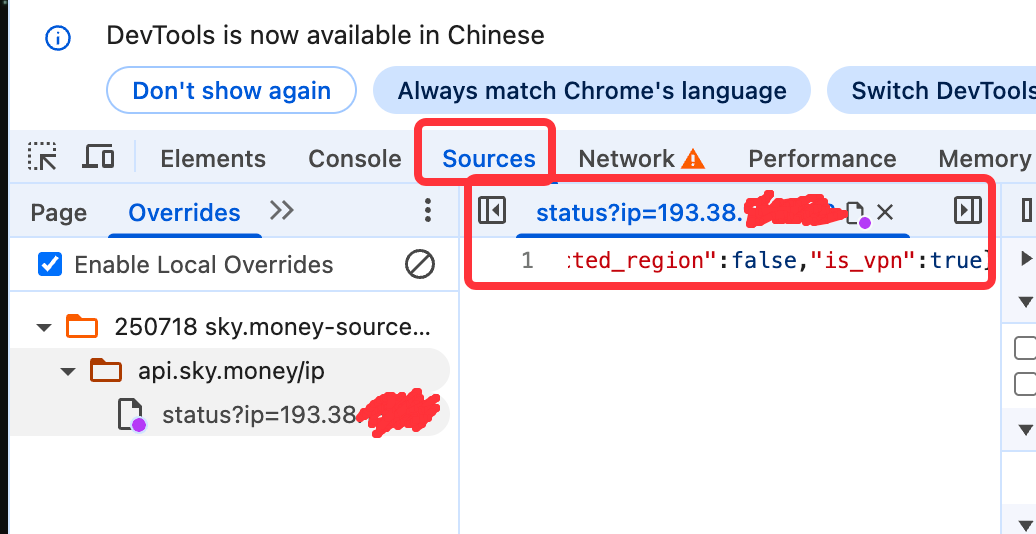 DevTools is now available in Chinese
Don't show again
Always match Chrome's language
Switch DevTools
Elements
Console
Sources
Network
Performance
Memory
Page
Overrides
status?ip=193.38.
Enable Local Overrides
1 cted_region":false,"is_vpn":true}
250718 sky.money-source...
api.sky.money/ip
status?ip=193.38